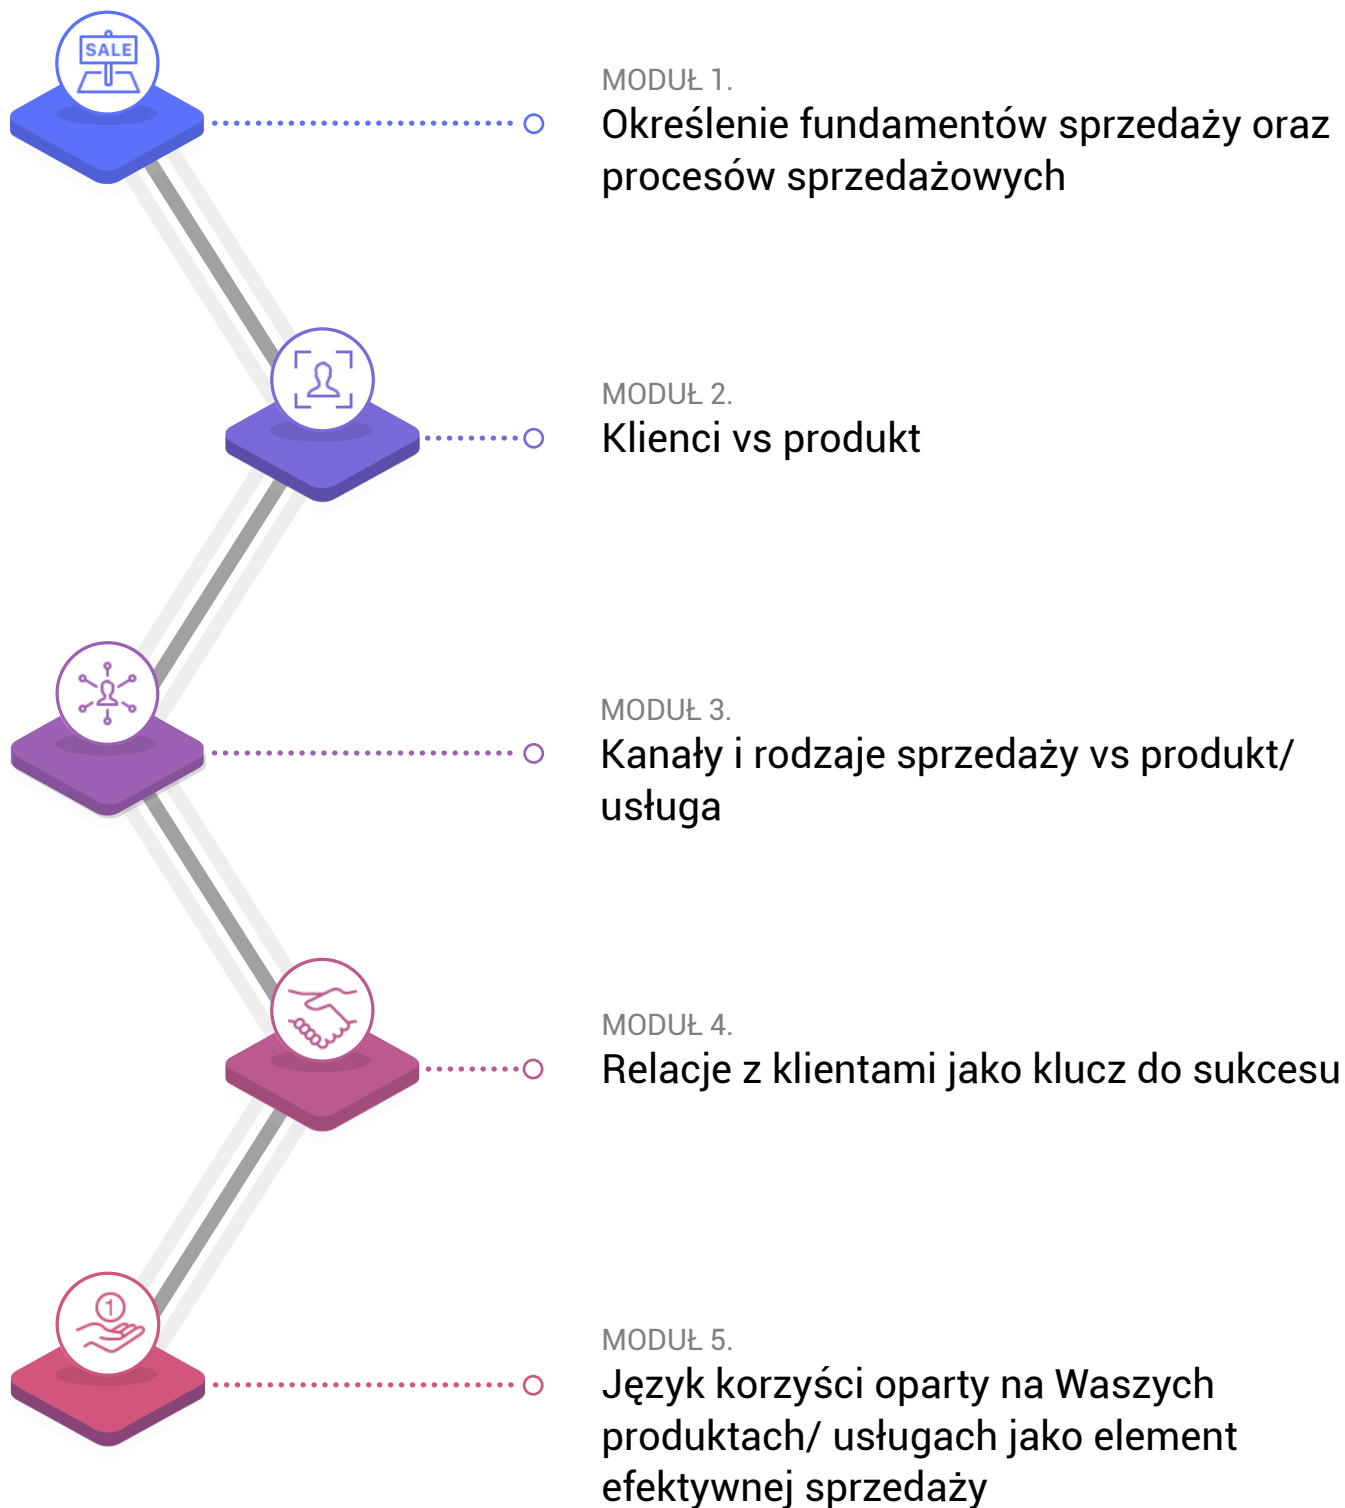 SALE
MODUŁ 1.
Określenie fundamentów sprzedaży oraz
procesów sprzedażowych
MODUŁ 2.
Klienci vs produkt
MODUŁ 3.
Kanały i rodzaje sprzedaży vs produkt/
usługa
MODUŁ 4.
Relacje z klientami jako klucz do sukcesu
1
MODUŁ 5.
Język korzyści oparty na Waszych
produktach/ usługach jako element
efektywnej sprzedaży